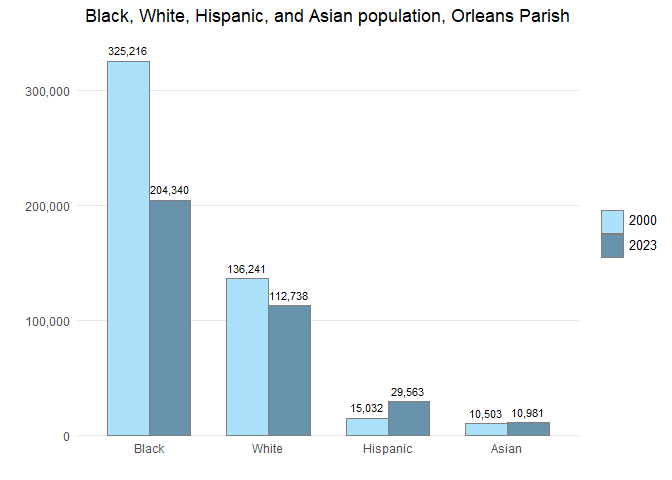 Black, White, Hispanic, and Asian population, Orleans Parish
325,216
300,000
204,340
200,000
2000
2023
136,241
112,738
100,000
29,563
15,032
10,503
10,981
0
Black
White
Hispanic
Asian